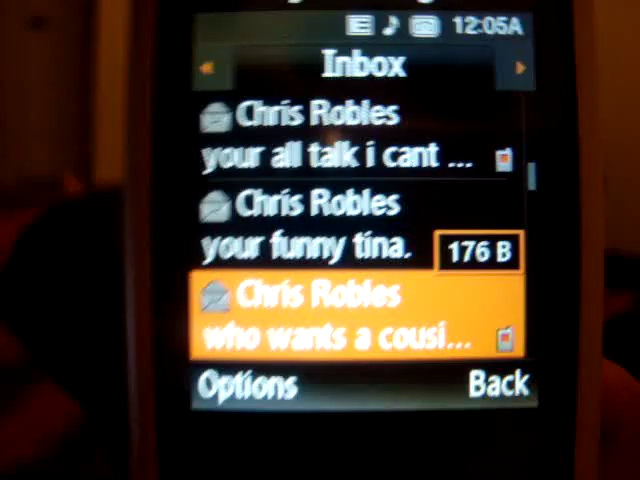 12:05A
Inbox
Chris Robles
your all talk i cant ...
Chris Robles
your funny tina.
176 B
Chris Robles
who wants a cousi...
Options
Back